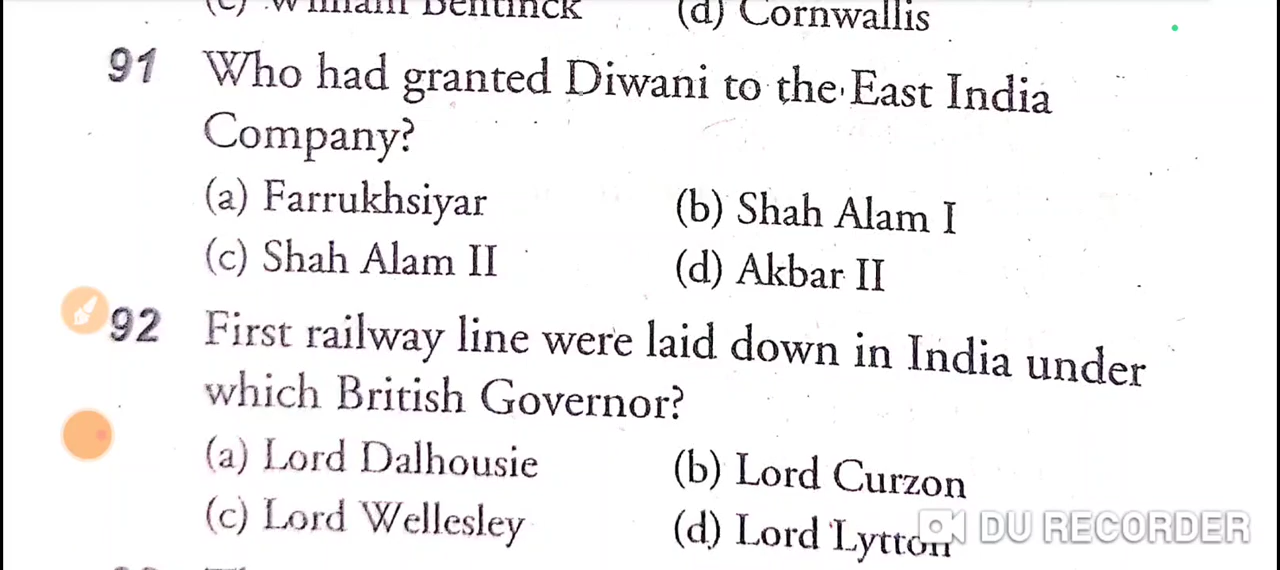 (c) William Bentinck (d) Cornwallis
91 Who had granted Diwani to the East India
Company?
(a) Farrukhsiyar (b) Shah Alam I
(c) Shah Alam II (d) Akbar II
92 First railway line were laid down in India under
which British Governor?
(a) Lord Dalhousie (b) Lord Curzon
(c) Lord Wellesley (d) Lord Lytton
DU RECORDER